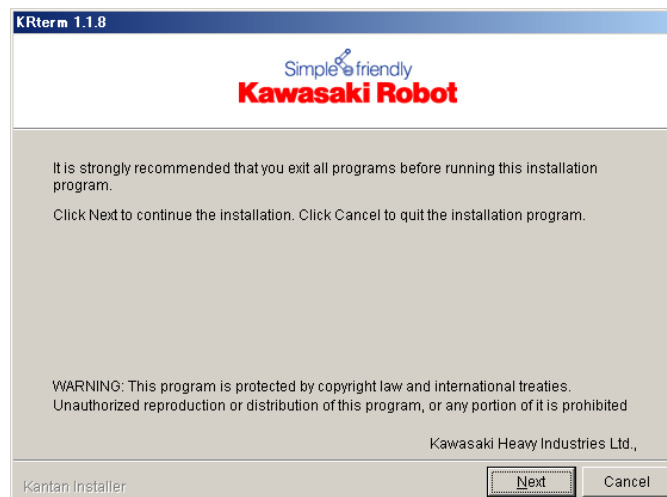 KRterm 1.1.8
Simple friendly
Kawasaki Robot
It is strongly recommended that you exit all programs before running this installation
program.
Click Next to continue the installation. Click Cancel to quit the installation program.
WARNING: This program is protected by copyright law and international treaties.
Unauthorized reproduction or distribution of this program, or any portion of it is prohibited
Kawasaki Heavy Industries Ltd.,
Kantan Installer
Next
Cancel